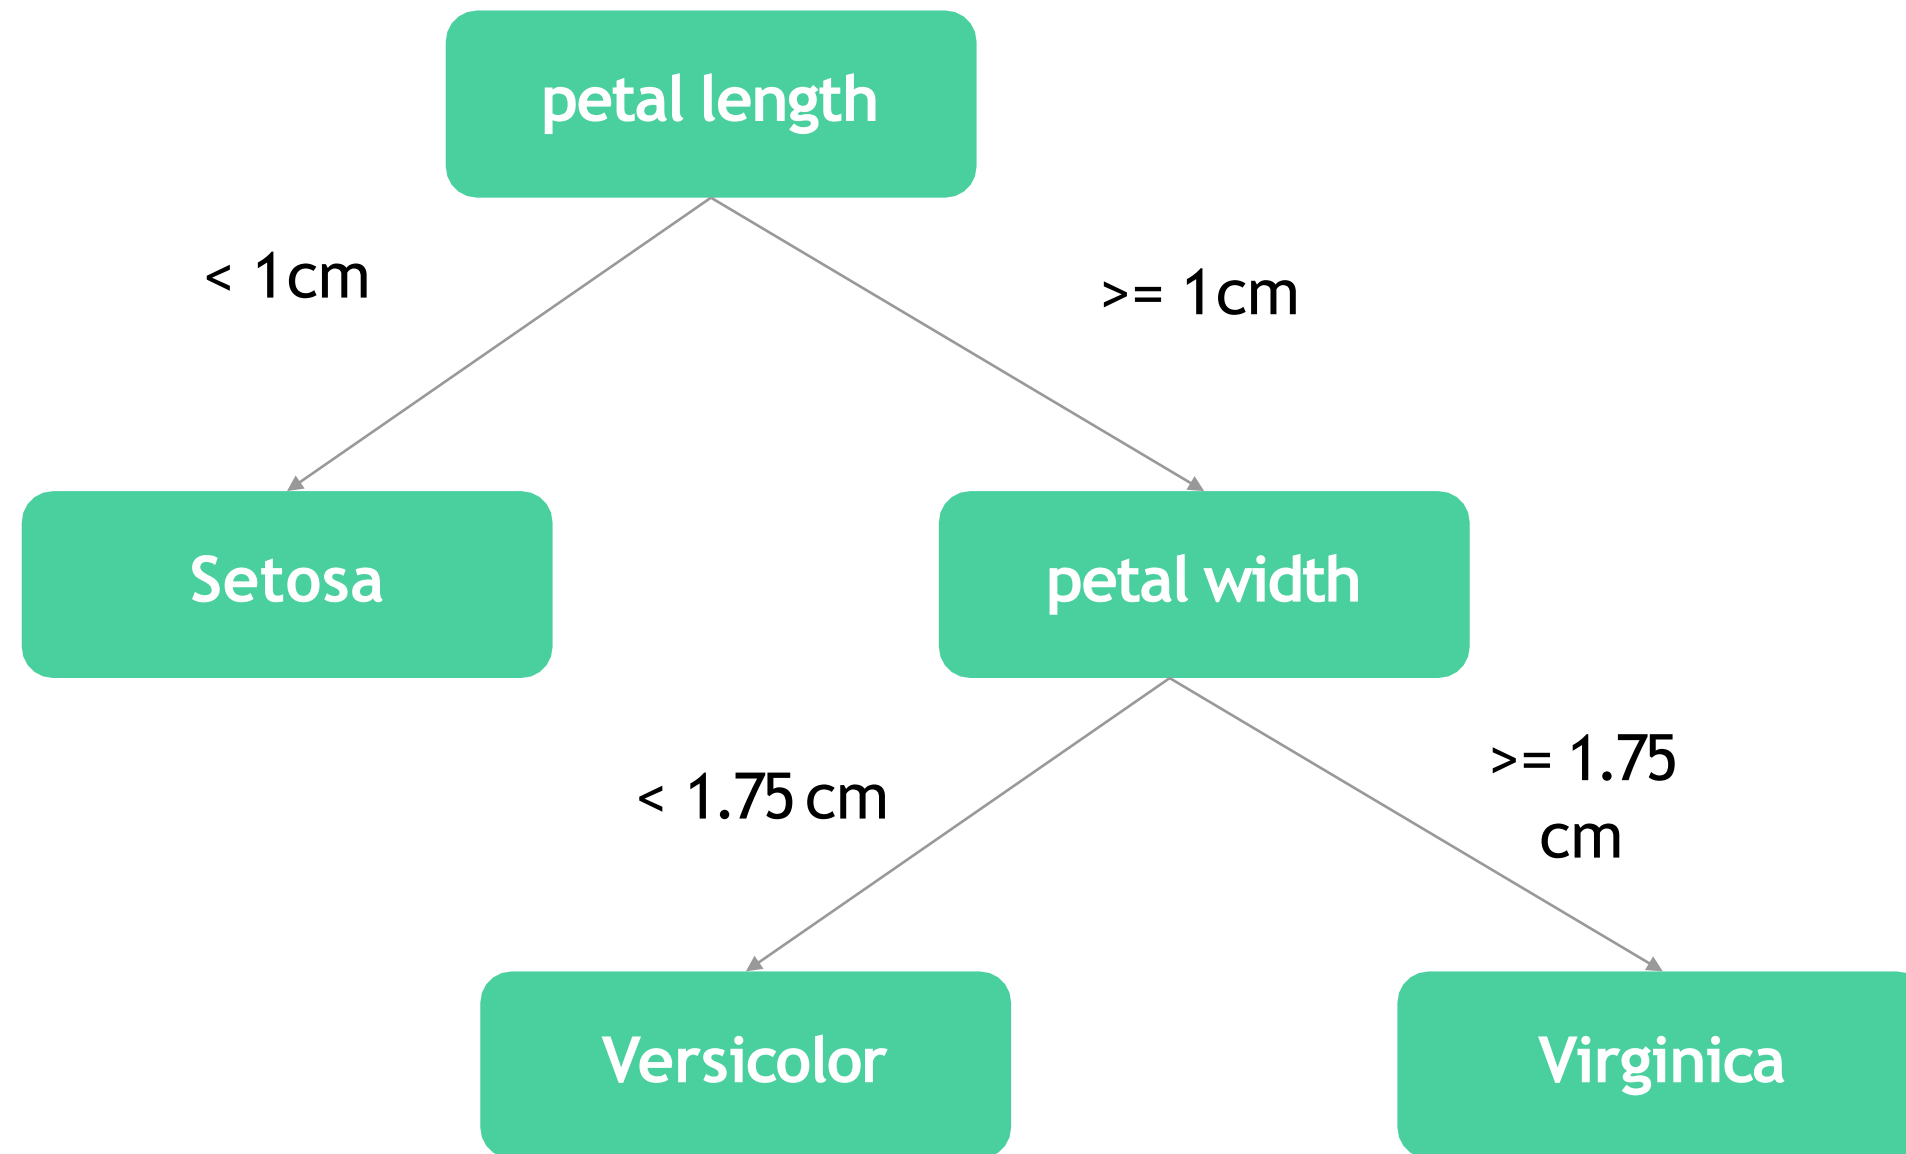 petal length
< 1cm
>= 1cm
Setosa
petal width
< 1.75 cm
>= 1.75
cm
Versicolor
Virginica